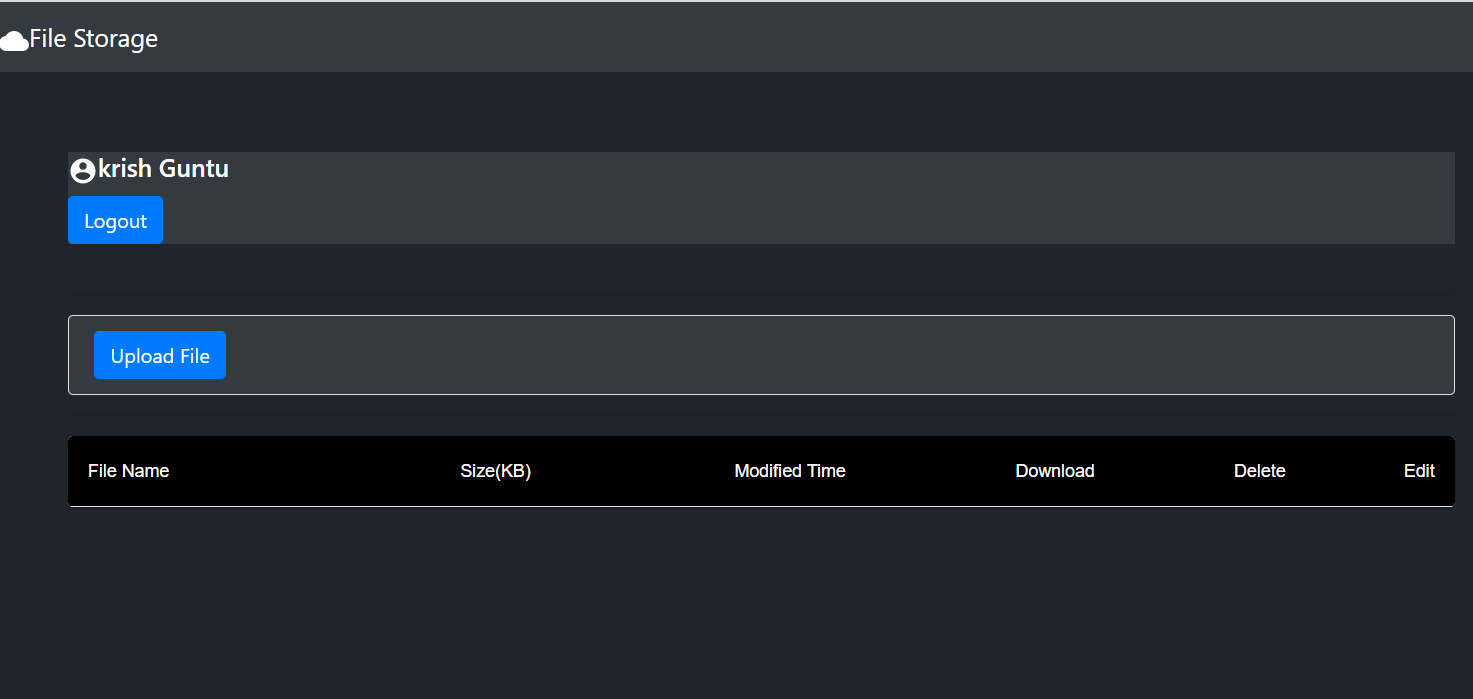 File Storage
krish Guntu
Logout
Upload File
File Name Size(KB) Modified Time Download Delete Edit